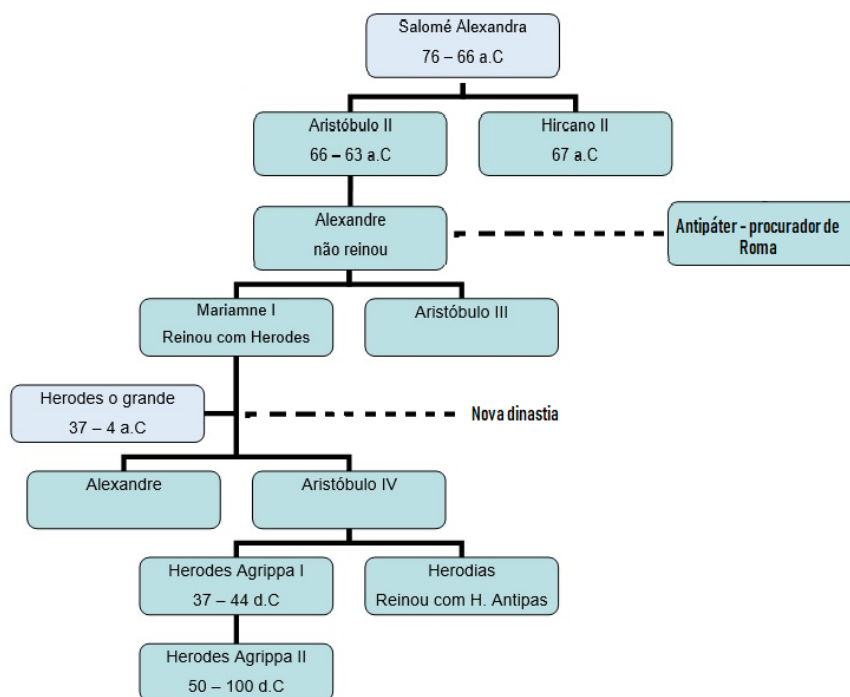 Salomé Alexandra
76 – 66 a.C
Aristóbulo II
66 – 63 a.C
Hircano II
67 a.C
Alexandre
não reinou
Antipáter - procurador de
Roma
Mariamne I
Reinou com Herodes
Aristóbulo III
Herodes o grande
37 – 4 a.C
Nova dinastia
Alexandre
Aristóbulo IV
Herodes Agrippa I
37 – 44 d.C
Herodias
Reinou com H. Antipas
Herodes Agrippa II
50 – 100 d.C